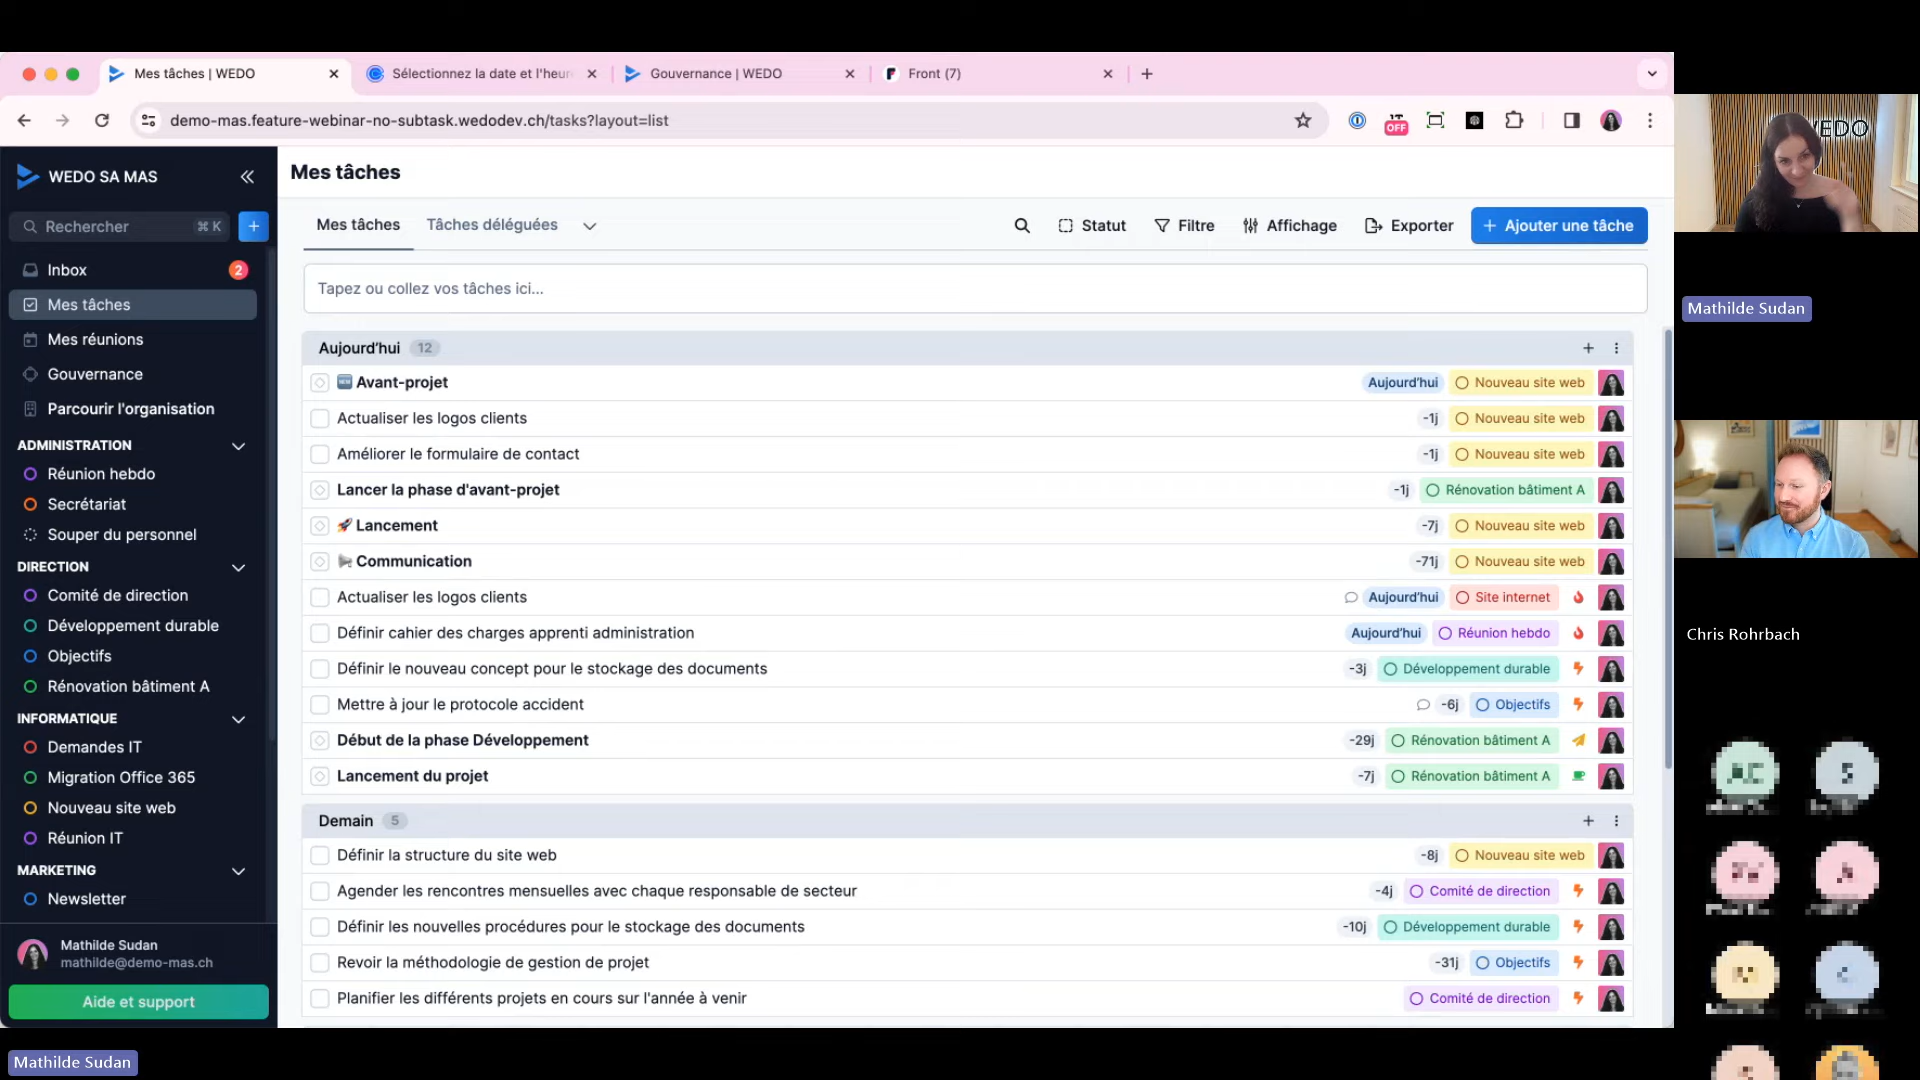 Mes tâches | WEDO
Sélectionnez la date et l'heur
Gouvernance | WEDO
Front (7)
demo-mas.feature-webinar-no-subtask.wedodev.ch/tasks?layout=list
OFF
WEDO SA MAS
Mes tâches
Rechercher
⌘ K
+
Mes tâches
Tâches déléguées
Statut
Filtre
Affichage
Exporter
+ Ajouter une tâche
Inbox
2
Mes tâches
Mes réunions
Gouvernance
Parcourir l'organisation
ADMINISTRATION
Réunion hebdo
Secrétariat
Souper du personnel
DIRECTION
Comité de direction
Développement durable
Objectifs
Rénovation bâtiment A
INFORMATIQUE
Demandes IT
Migration Office 365
Nouveau site web
Réunion IT
MARKETING
Newsletter
Mathilde Sudan
mathilde@demo-mas.ch
Aide et support
Tapez ou collez vos tâches ici...
Aujourd'hui 12
Avant-projet Aujourd'hui Nouveau site web
Actualiser les logos clients -1j Nouveau site web
Améliorer le formulaire de contact -1j Nouveau site web
Lancer la phase d'avant-projet -1j Rénovation bâtiment A
🚀 Lancement -7j Nouveau site web
Communication -71j Nouveau site web
Actualiser les logos clients Aujourd'hui Site internet
Définir cahier des charges apprenti administration Aujourd'hui Réunion hebdo
Définir le nouveau concept pour le stockage des documents -3j Développement durable
Mettre à jour le protocole accident -6j Objectifs
Début de la phase Développement -29j Rénovation bâtiment A
Lancement du projet -7j Rénovation bâtiment A
Demain 5
Définir la structure du site web -8j Nouveau site web
Agender les rencontres mensuelles avec chaque responsable de secteur -4j Comité de direction
Définir les nouvelles procédures pour le stockage des documents -10j Développement durable
Revoir la méthodologie de gestion de projet -31j Objectifs
Planifier les différents projets en cours sur l'année à venir Comité de direction
WEDO
Mathilde Sudan
Chris Rohrbach
Mathilde Sudan